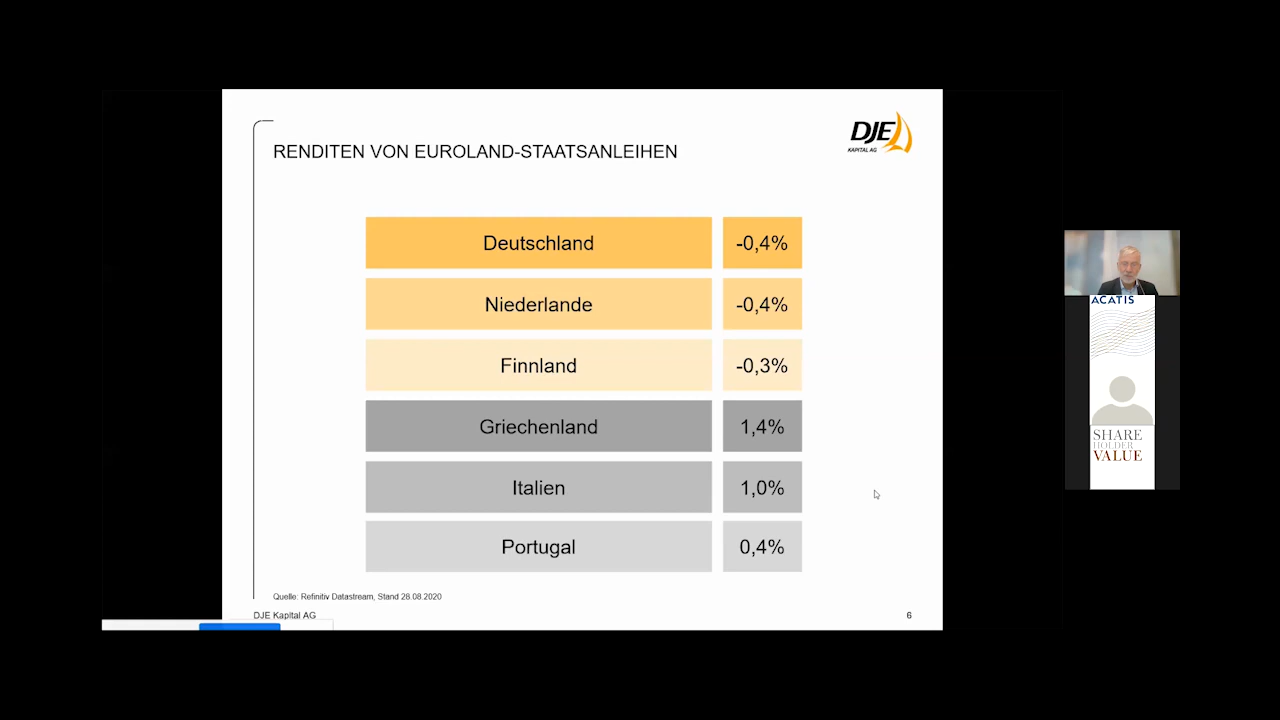 DJE
KAPITAL AG
RENDITEN VON EUROLAND-STAATSANLEIHEN
Deutschland -0,4%
Niederlande -0,4%
Finnland -0,3%
Griechenland 1,4%
Italien 1,0%
Portugal 0,4%
Quelle: Refinitiv Datastream, Stand 28.08.2020
DJE Kapital AG 6
ACATIS
SHARE
HOLDER
VALUE